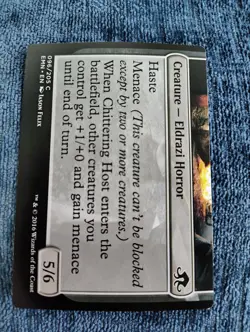 Creature — Eldrazi Horror
Haste
Menace (This creature can't be blocked
except by two or more creatures.)
When Chittering Host enters the
battlefield, other creatures you
control get +1/+0 and gain menace
until end of turn.
5/6
096/205 C
EMN • EN Jason Felix
™ & © 2016 Wizards of the Coast